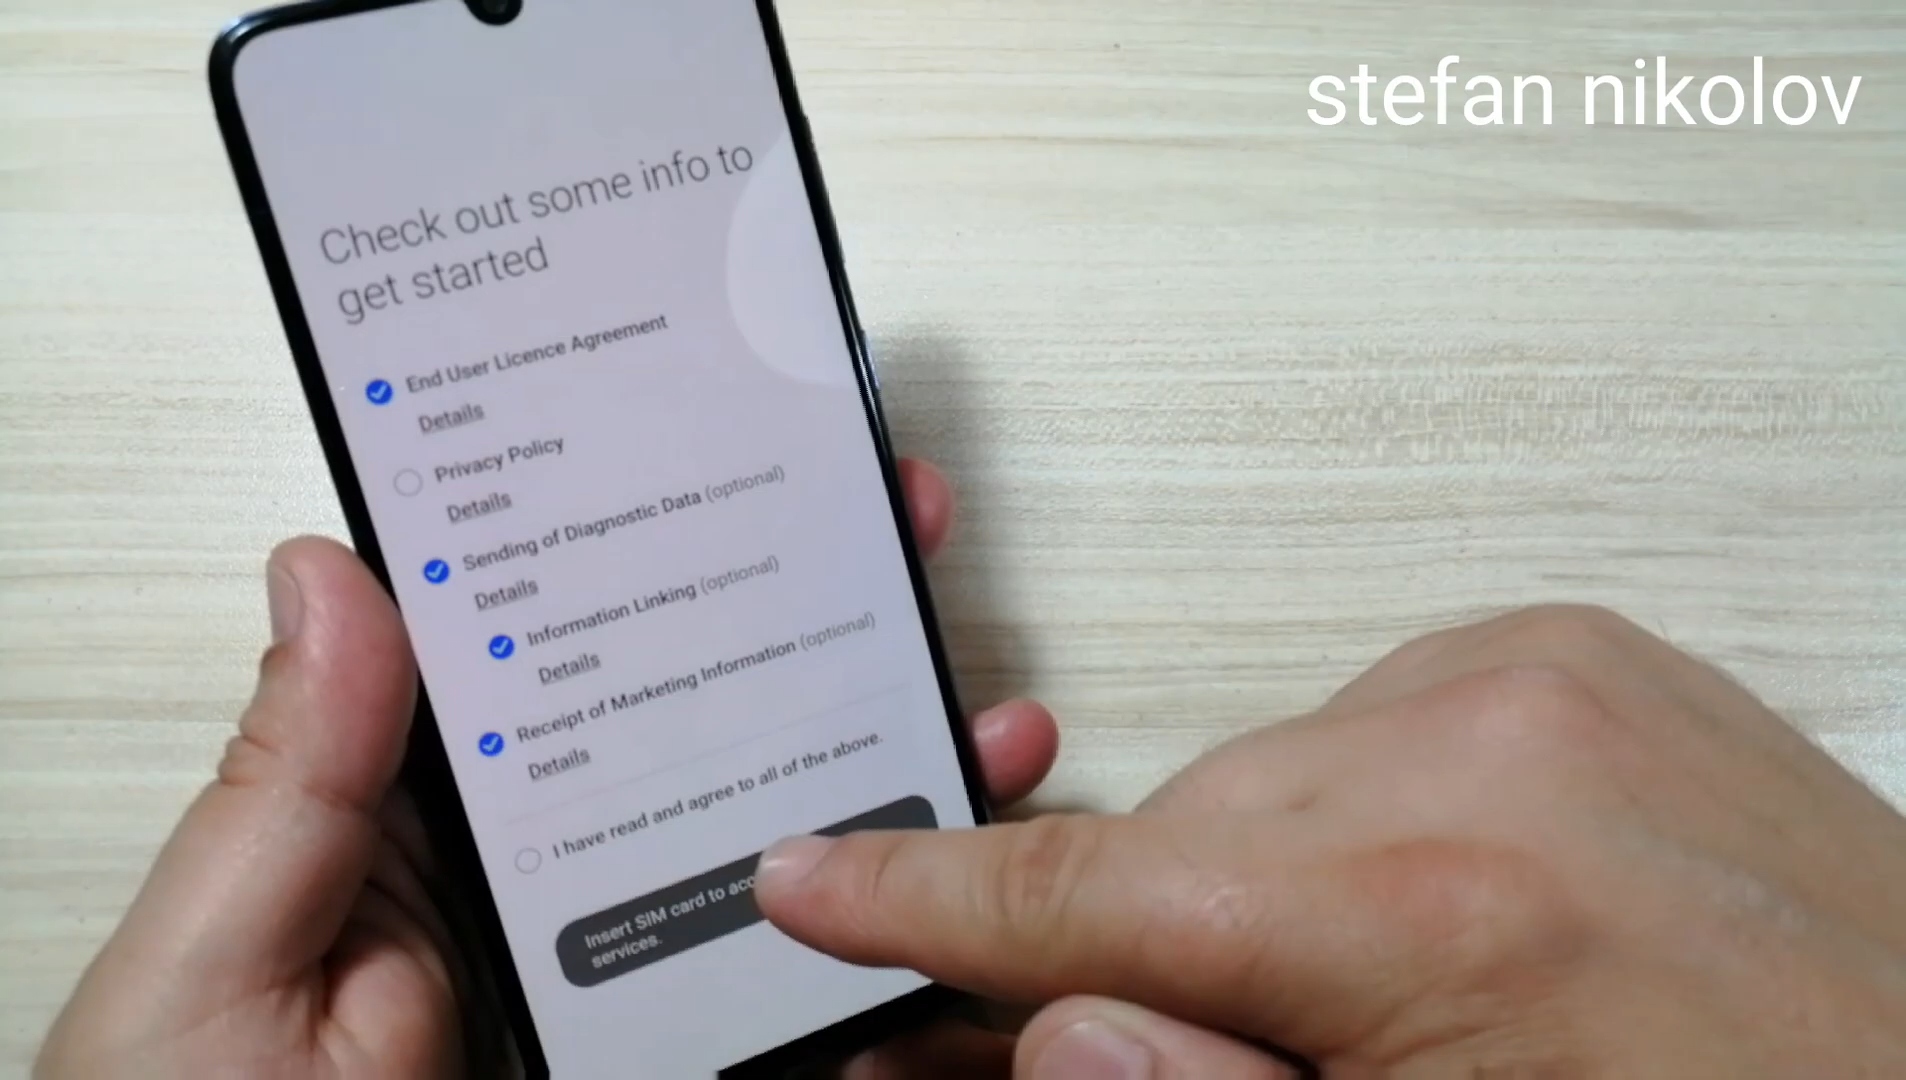 stefan nikolov
Check out some info to
get started
End User Licence Agreement
Details
Privacy Policy
Details
Sending of Diagnostic Data (optional)
Details
Information Linking (optional)
Details
Receipt of Marketing Information (optional)
Details
I have read and agree to all of the above.
Insert SIM card to
services.